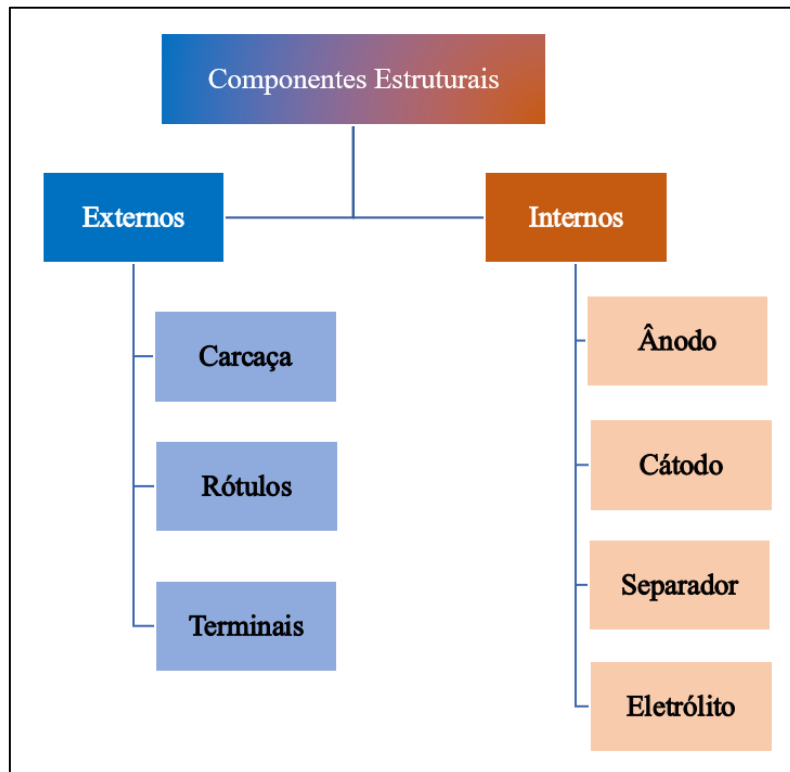 Componentes Estruturais
Externos
Carcaça
Rótulos
Terminais
Internos
Ânodo
Cátodo
Separador
Eletrólito